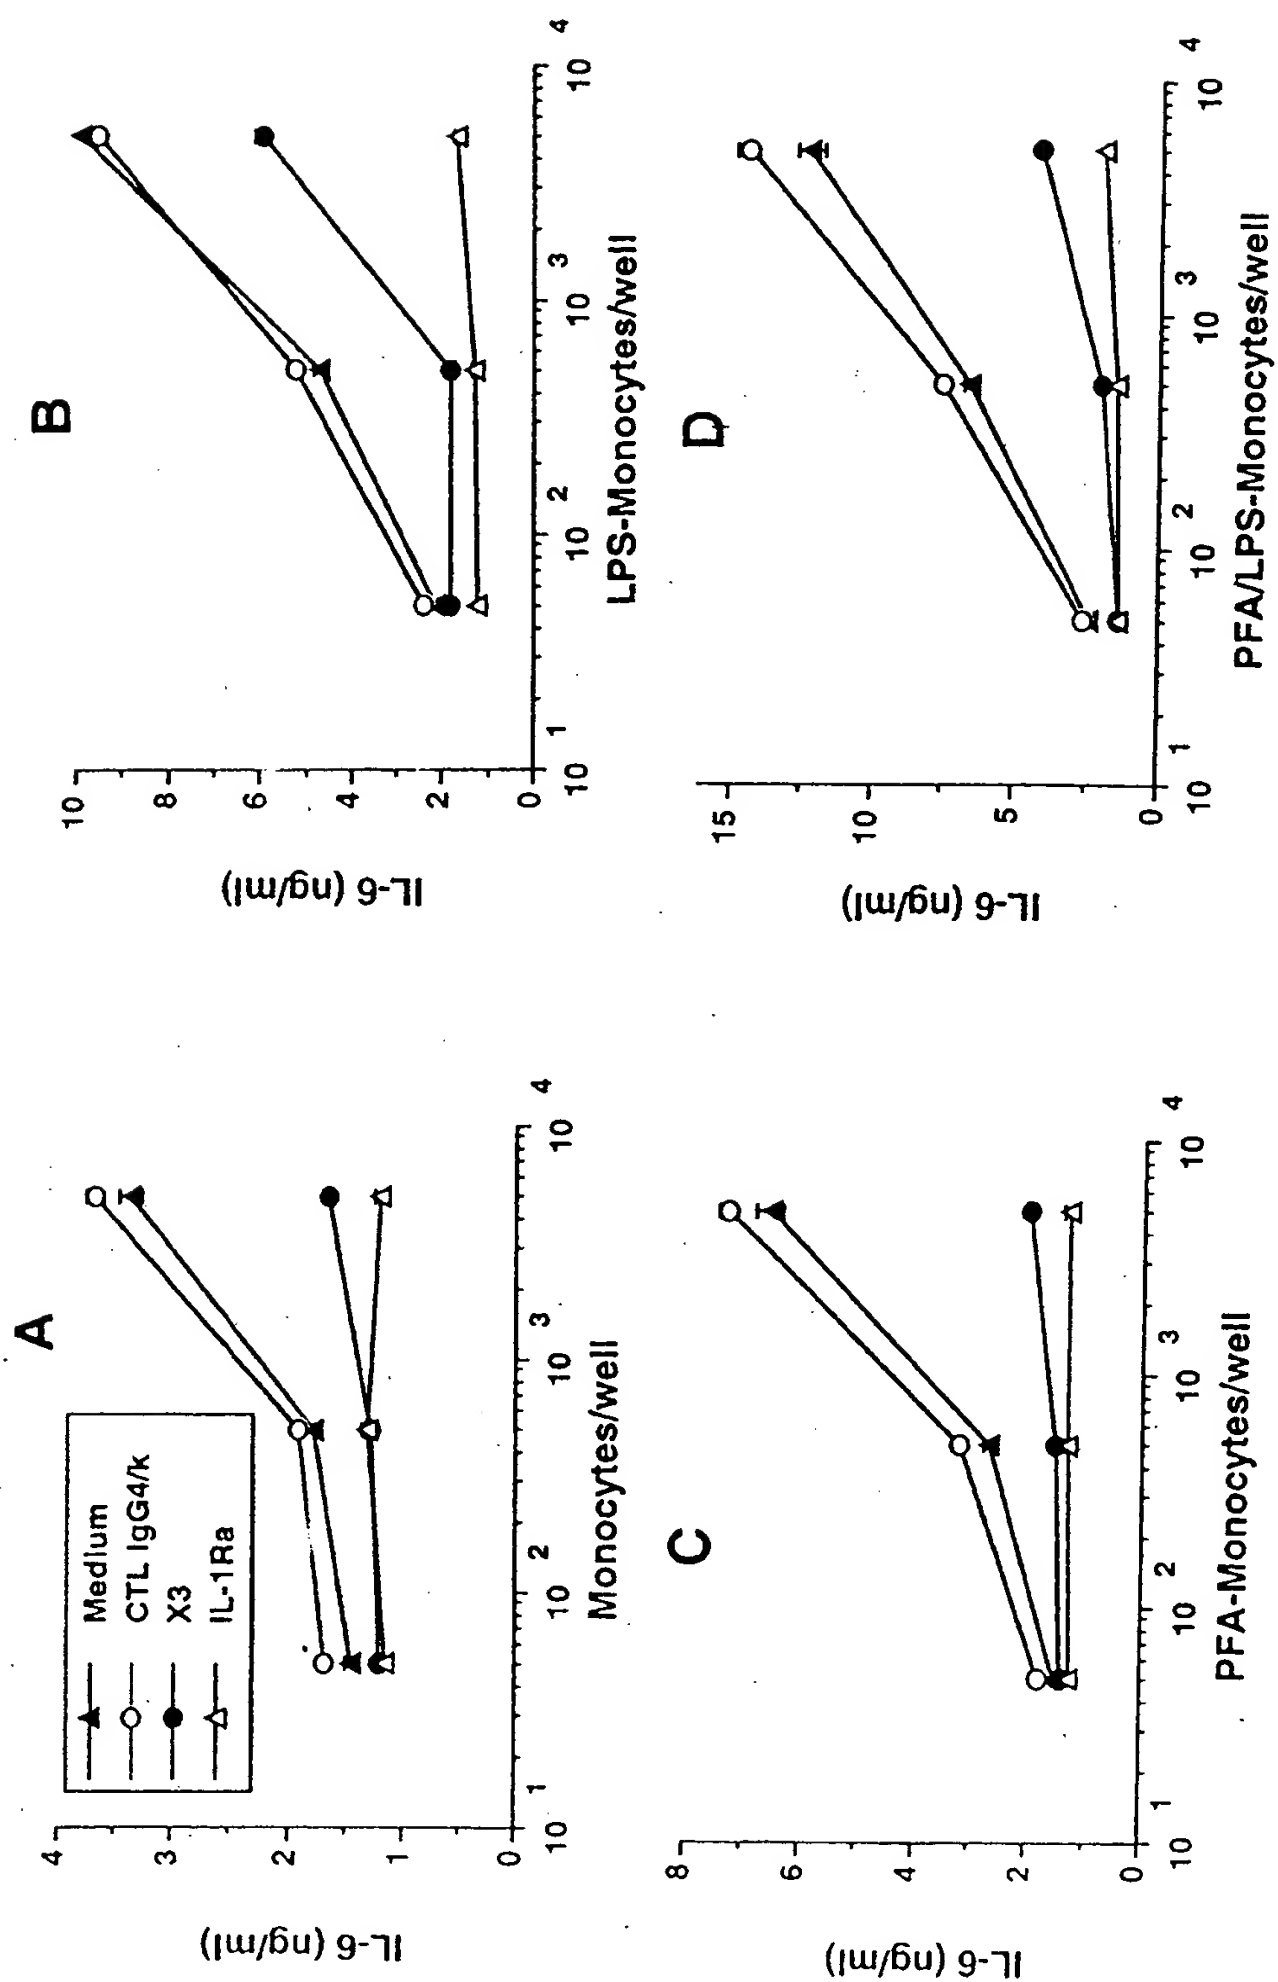 A
Medium
CTL IgG4/k
X3
IL-1Ra
IL-6 (ng/ml)
4
3
2
1
0
10 1
10 2
10 3
10 4
Monocytes/well
B
IL-6 (ng/ml)
10
8
6
4
2
0
10 1
10 2
10 3
10 4
LPS-Monocytes/well
C
IL-6 (ng/ml)
8
6
4
2
0
10 1
10 2
10 3
10 4
PFA-Monocytes/well
D
IL-6 (ng/ml)
15
10
5
0
10 1
10 2
10 3
10 4
PFA/LPS-Monocytes/well